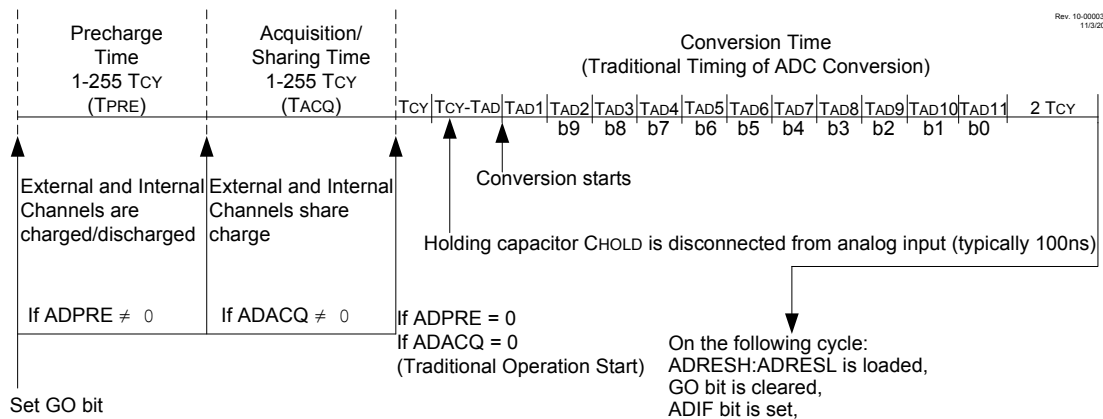 Rev. 10-00003
11/3/20
Precharge
Time
1-255 TCY
(TPRE)
Acquisition/
Sharing Time
1-255 TCY
(TACQ)
Conversion Time
(Traditional Timing of ADC Conversion)
TCY TCY-TAD TAD1 TAD2 TAD3 TAD4 TAD5 TAD6 TAD7 TAD8 TAD9 TAD10 TAD11 2 TCY
b9 b8 b7 b6 b5 b4 b3 b2 b1 b0
External and Internal
Channels are
charged/discharged
External and Internal
Channels share
charge
Conversion starts
Holding capacitor CHOLD is disconnected from analog input (typically 100ns)
If ADPRE ≠ 0
If ADACQ ≠ 0
If ADPRE = 0
If ADACQ = 0
(Traditional Operation Start)
On the following cycle:
ADRESH:ADRESL is loaded,
GO bit is cleared,
ADIF bit is set,
Set GO bit